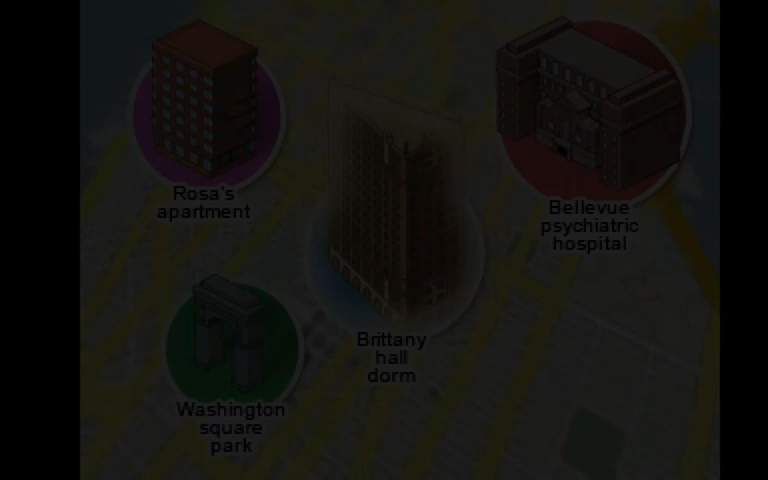 Rosa's
apartment
Bellevue
psychiatric
hospital
Brittany
hall
dorm
Washington
square
park